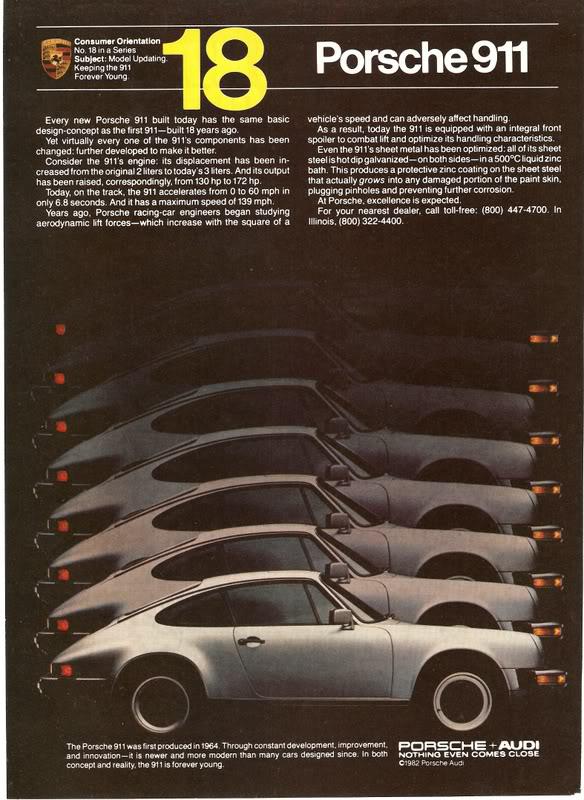 Consumer Orientation
No. 18 in a Series
Subject: Model Updating.
Keeping the 911
Forever Young.
18
Porsche 911
Every new Porsche 911 built today has the same basic
design-concept as the first 911—built 18 years ago.
Yet virtually every one of the 911's components has been
changed: further developed to make it better.
Consider the 911's engine: its displacement has been in-
creased from the original 2 liters to today's 3 liters. And its output
has been raised, correspondingly, from 130 hp to 172 hp.
Today, on the track, the 911 accelerates from 0 to 50 mph in
only 6.8 seconds. And it has a maximum speed of 139 mph.
Years ago, Porsche racing-car engineers began studying
aerodynamic lift forces—which increase with the square of a
vehicle's speed and can adversely affect handling.
As a result, today the 911 is equipped with an integral front
spoiler to combat lift and optimize its handling characteristics.
Even the 911's sheet metal has been optimized: all of its sheet
steel is hot dip galvanized—on both sides—in a 500°C liquid zinc
bath. This produces a protective zinc coating on the sheet steel
that actually grows into any damaged portion of the paint skin,
plugging pinholes and preventing further corrosion.
At Porsche, excellence is expected.
For your nearest dealer, call toll-free: (800) 447-4700. In
Illinois, (800) 322-4400.
The Porsche 911 was first produced in 1964. Through constant development, improvement,
and innovation—it is newer and more modern than many cars designed since. In both
concept and reality, the 911 is forever young.
PORSCHE+AUDI
NOTHING EVEN COMES CLOSE
©1982 Porsche Audi